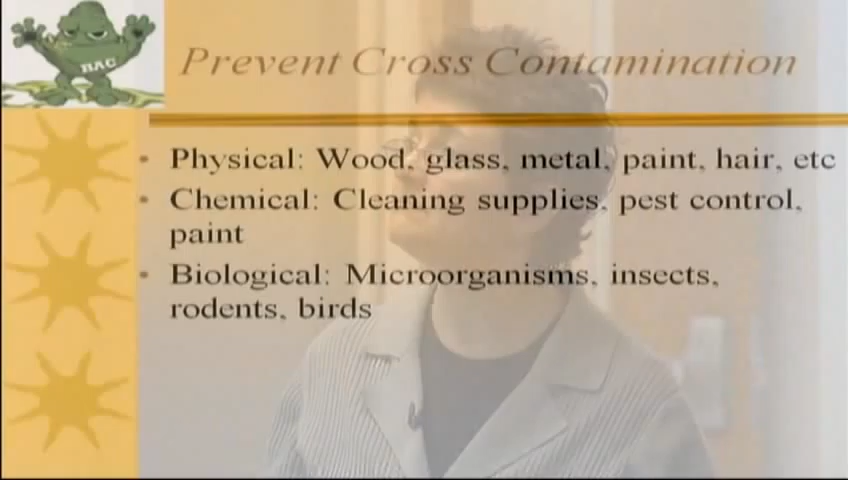 BAC
Prevent Cross Contamination
• Physical: Wood, glass, metal, paint, hair, etc
• Chemical: Cleaning supplies, pest control,
paint
• Biological: Microorganisms, insects,
rodents, birds